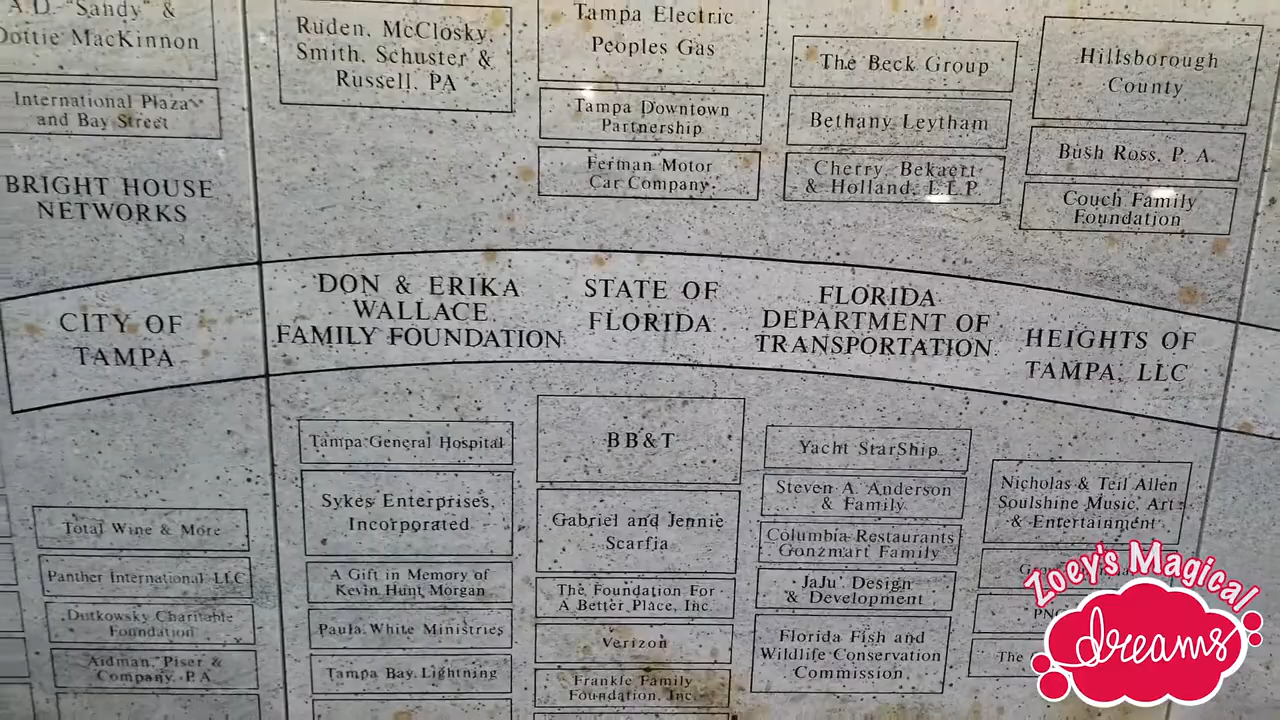 A.D. "Sandy" &
Dottie MacKinnon
International Plaza
and Bay Street
BRIGHT HOUSE
NETWORKS
Ruden, McClosky,
Smith, Schuster &
Russell, PA
Tampa Electric
Peoples Gas
Tampa Downtown
Partnership
Ferman Motor
Car Company
The Beck Group
Bethany Leytham
Cherry, Bekaert
& Holland, L.L.P.
Hillsborough
County
Bush Ross, P. A.
Couch Family
Foundation
CITY OF
TAMPA
DON & ERIKA
WALLACE
FAMILY FOUNDATION
STATE OF
FLORIDA
FLORIDA
DEPARTMENT OF
TRANSPORTATION
HEIGHTS OF
TAMPA, LLC
Total Wine & More
Panther International LLC
Dutkowsky Charitable
Foundation
Aidman, Piser &
Company, P.A
Tampa General Hospital
Sykes Enterprises,
Incorporated
A Gift in Memory of
Kevin Hunt Morgan
Paula White Ministries
Tampa Bay Lightning
BB&T
Gabriel and Jennie
Scarfia
The Foundation For
A Better Place, Inc.
Verizon
Frankle Family
Foundation, Inc.
Yacht StarShip
Steven A. Anderson
& Family
Columbia Restaurants
Gonzmart Family
JaJu' Design
& Development
Florida Fish and
Wildlife Conservation
Commission
Nicholas & Teil Allen
Soulshine Music, Art
& Entertainment
The
Zoey's Magical
dreams